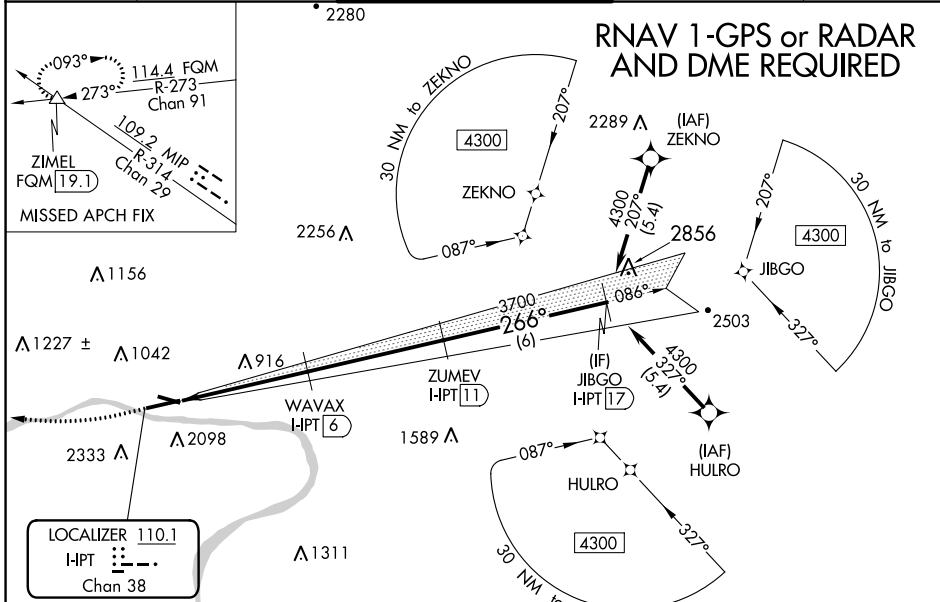 2280
RNAV 1-GPS or RADAR
AND DME REQUIRED
093°
114.4 FQM
273°
R-273
Chan 91
109.2 MIP
R-314
Chan 29
ZIMEL
FQM 19.1
MISSED APCH FIX
30 NM to ZEKNO
4300
207°
ZEKNO
087°
2289
(IAF)
ZEKNO
4300
207°
(5.4)
2856
207°
30 NM to JIBGO
4300
JIBGO
327°
2256
1156
3700
266°
(6)
086°
2503
1227 ±
1042
916
ZUMEV
I-IPT 11
(IF)
JIBGO
I-IPT 17
4300
327°
(5.4)
WAVAX
I-IPT 6
2333
2098
1589
(IAF)
HULRO
087°
HULRO
327°
4300
30 NM to
LOCALIZER 110.1
I-IPT
Chan 38
1311